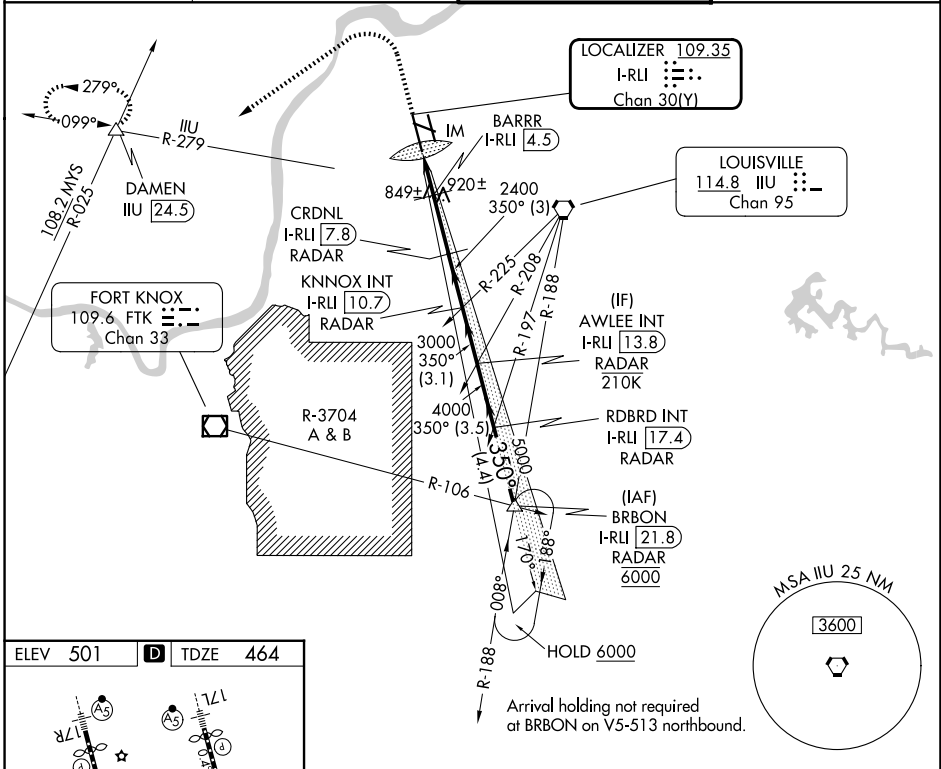 LOCALIZER 109.35
I-RLI
Chan 30(Y)
279°
099°
IIU
R-279
DAMEN
IIU 24.5
108.2 MYS
R-025
IM
BARRR
I-RLI 4.5
849±
920±
2400
350° (3)
LOUISVILLE
114.8 IIU
Chan 95
CRDNL
I-RLI 7.8
RADAR
KNNOX INT
I-RLI 10.7
RADAR
R-225
R-208
R-197
R-188
FORT KNOX
109.6 FTK
Chan 33
3000
350°
(3.1)
(IF)
AWLEE INT
I-RLI 13.8
RADAR
210K
R-3704
A & B
4000
350° (3.5)
RDBRD INT
I-RLI 17.4
RADAR
350°
(4.4)
5000
R-106
(IAF)
BRBON
I-RLI 21.8
RADAR
6000
170°
188°
008°
R-188
HOLD 6000
MSA IIU 25 NM
3600
Arrival holding not required
at BRBON on V5-513 northbound.
ELEV 501 D TDZE 464
A5
17R
A5
17L
P
P